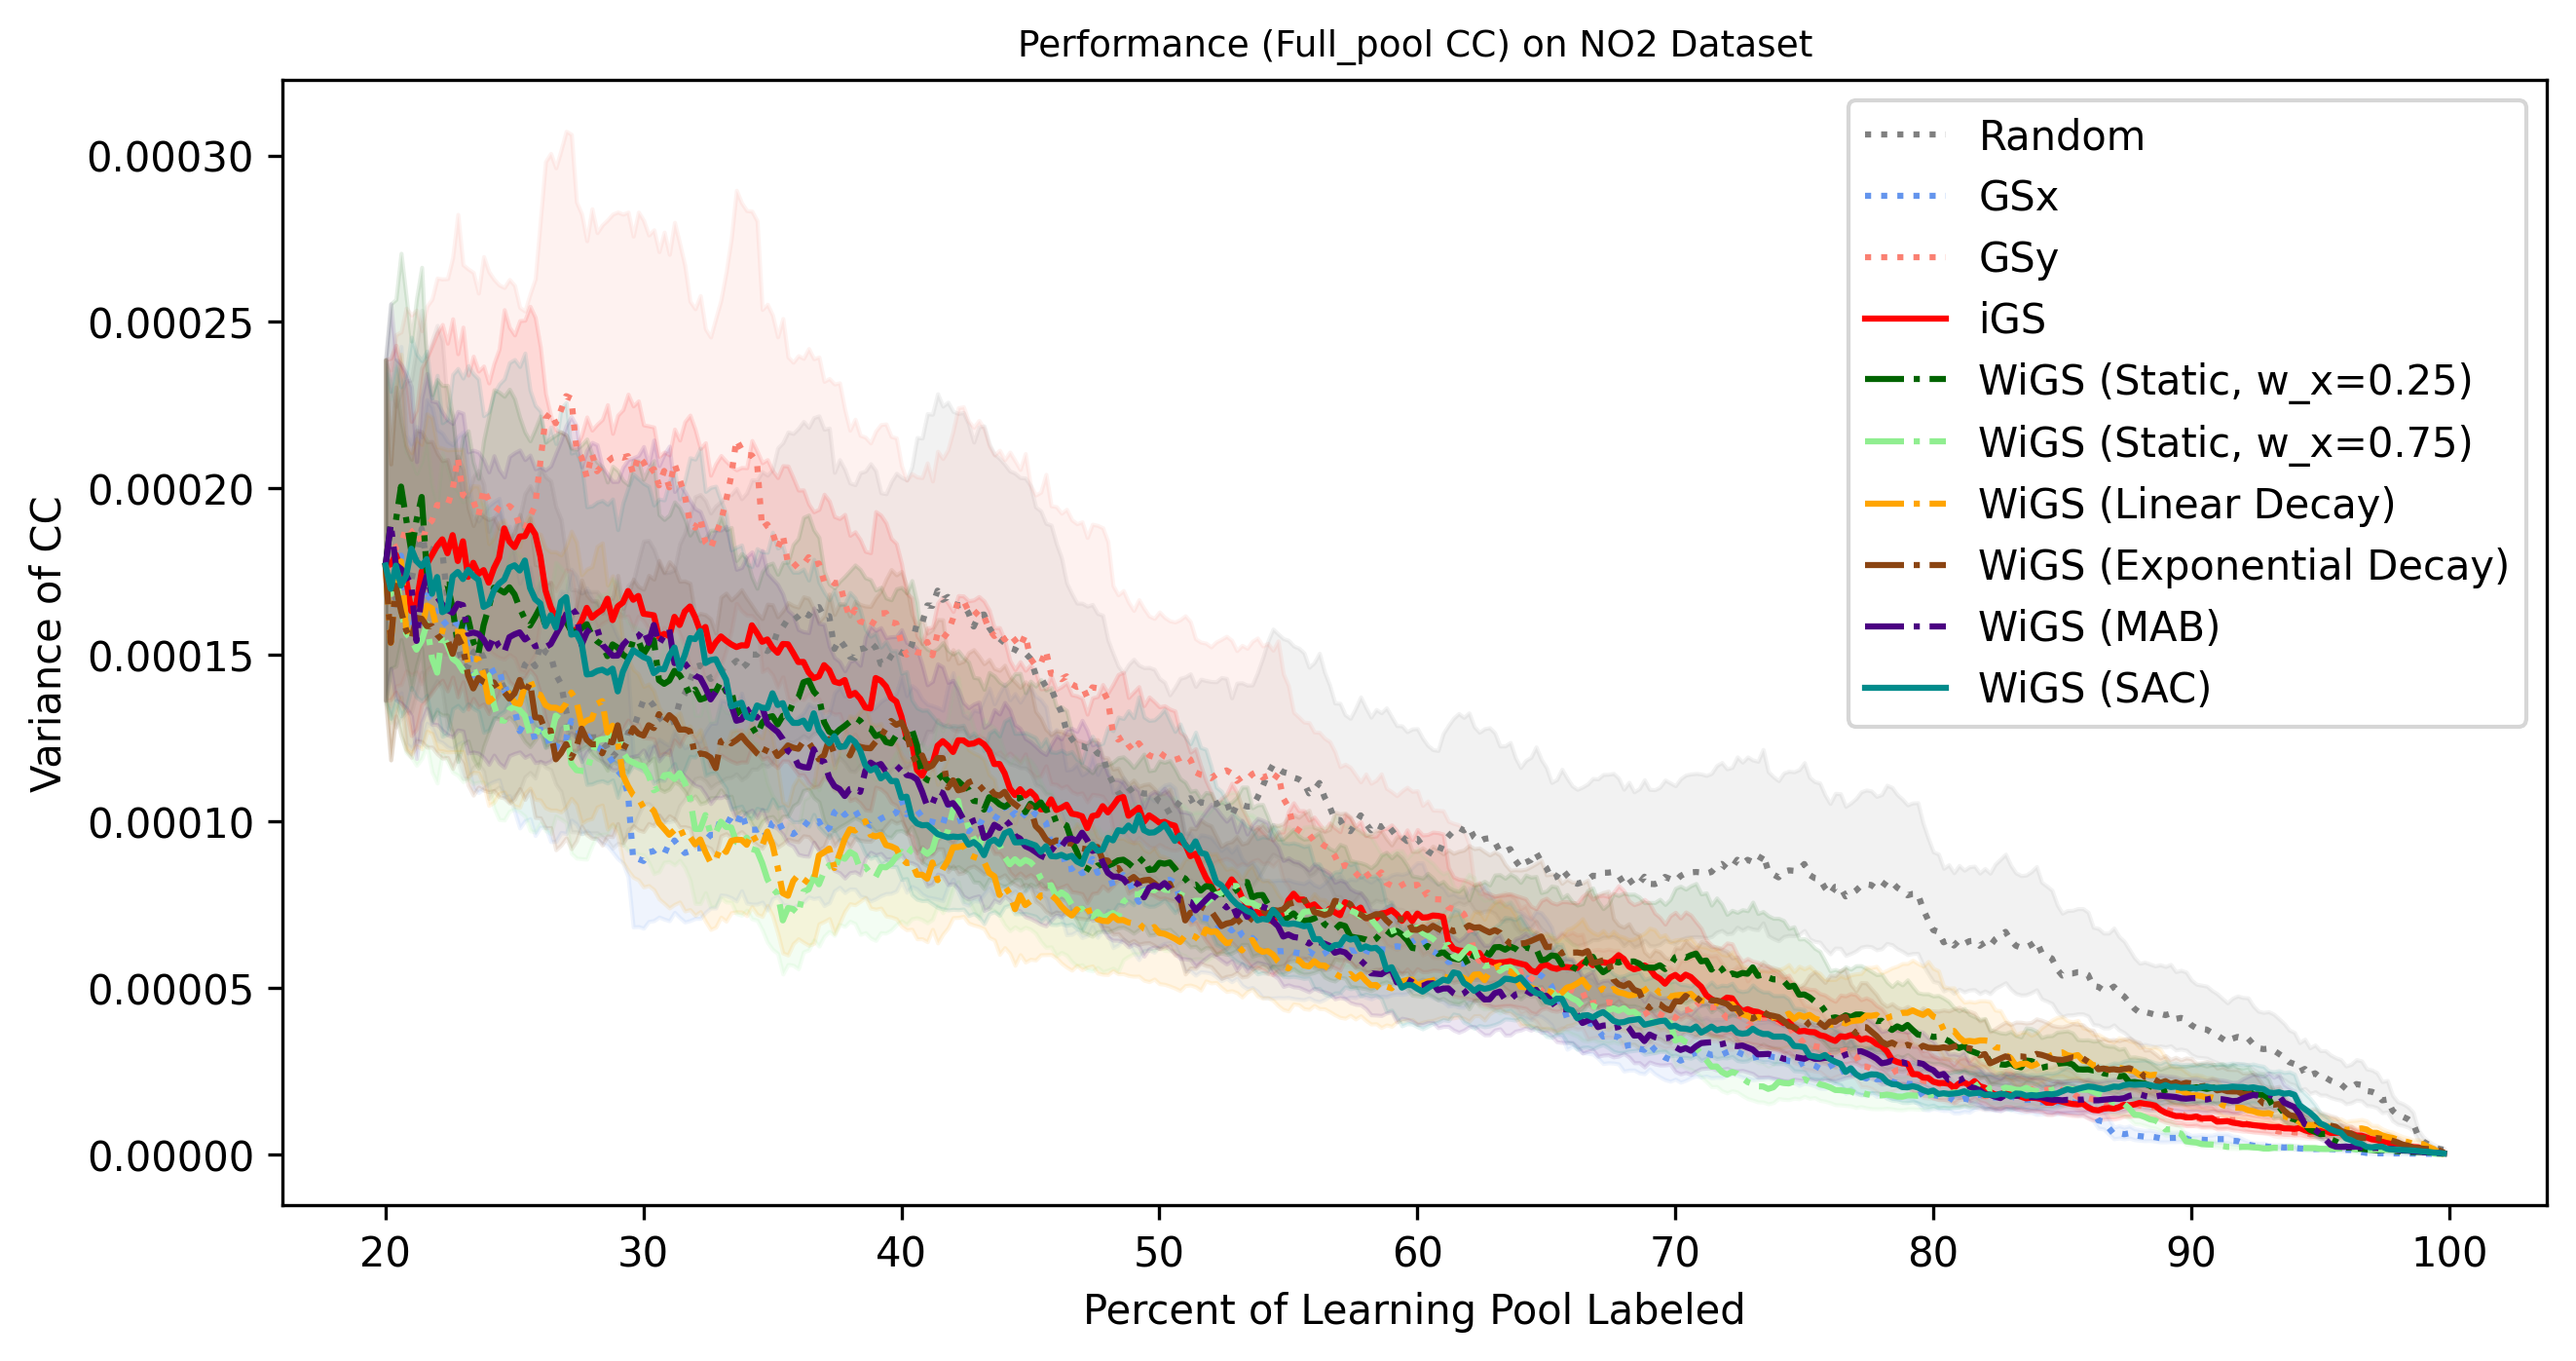 Performance (Full_pool CC) on NO2 Dataset
Variance of CC
0.00030
0.00025
0.00020
0.00015
0.00010
0.00005
0.00000
Random
GSx
GSy
iGS
WiGS (Static, w_x=0.25)
WiGS (Static, w_x=0.75)
WiGS (Linear Decay)
WiGS (Exponential Decay)
WiGS (MAB)
WiGS (SAC)
20 30 40 50 60 70 80 90 100
Percent of Learning Pool Labeled